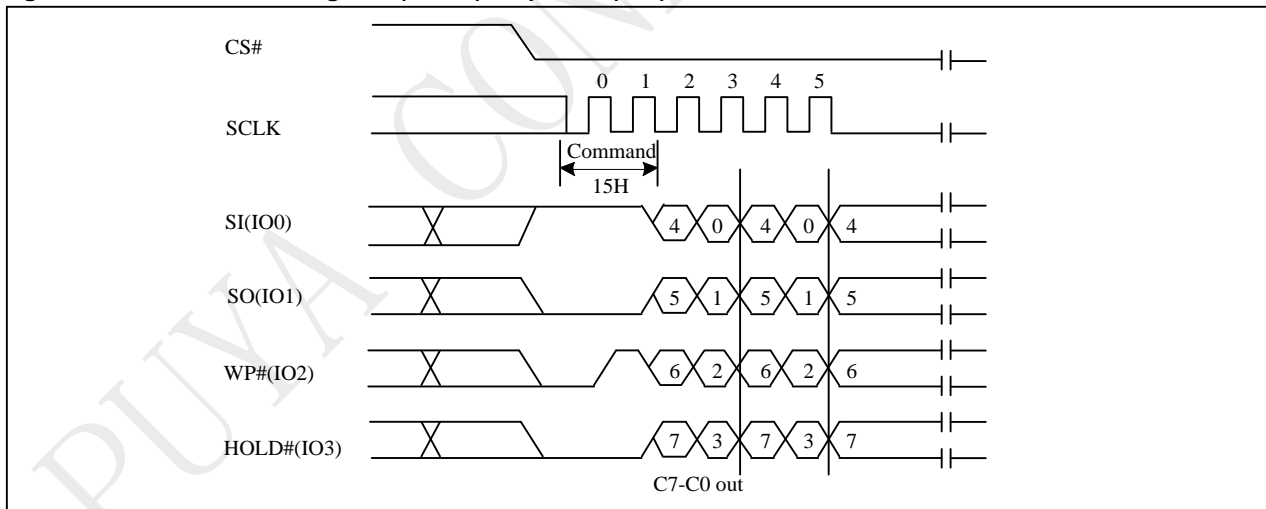 CS#
0 1 2 3 4 5
SCLK
Command
15H
SI(IO0) 4 0 4 0 4
SO(IO1) 5 1 5 1 5
WP#(IO2) 6 2 6 2 6
HOLD#(IO3) 7 3 7 3 7
C7-C0 out
PUYA CON